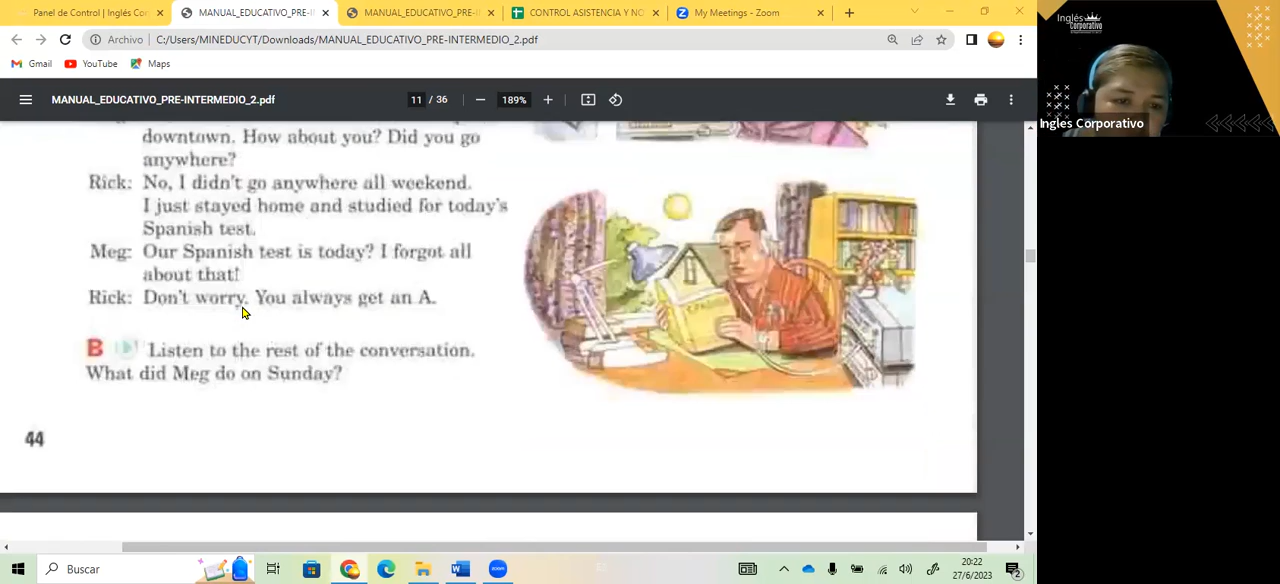 Panel de Control | Inglés Cor
MANUAL_EDUCATIVO_PRE-I
MANUAL_EDUCATIVO_PRE-I
CONTROL ASISTENCIA Y NO
My Meetings - Zoom
Archivo
C:/Users/MINEDUCYT/Downloads/MANUAL_EDUCATIVO_PRE-INTERMEDIO_2.pdf
Gmail
YouTube
Maps
MANUAL_EDUCATIVO_PRE-INTERMEDIO_2.pdf
11 / 36
189%
downtown. How about you? Did you go
anywhere?
Rick: No, I didn't go anywhere all weekend.
I just stayed home and studied for today's
Spanish test.
Meg: Our Spanish test is today? I forgot all
about that!
Rick: Don't worry. You always get an A.
B Listen to the rest of the conversation.
What did Meg do on Sunday?
44
Inglés
Corporativo
Ingles Corporativo
Buscar
zoom
20:22
27/6/2023
2